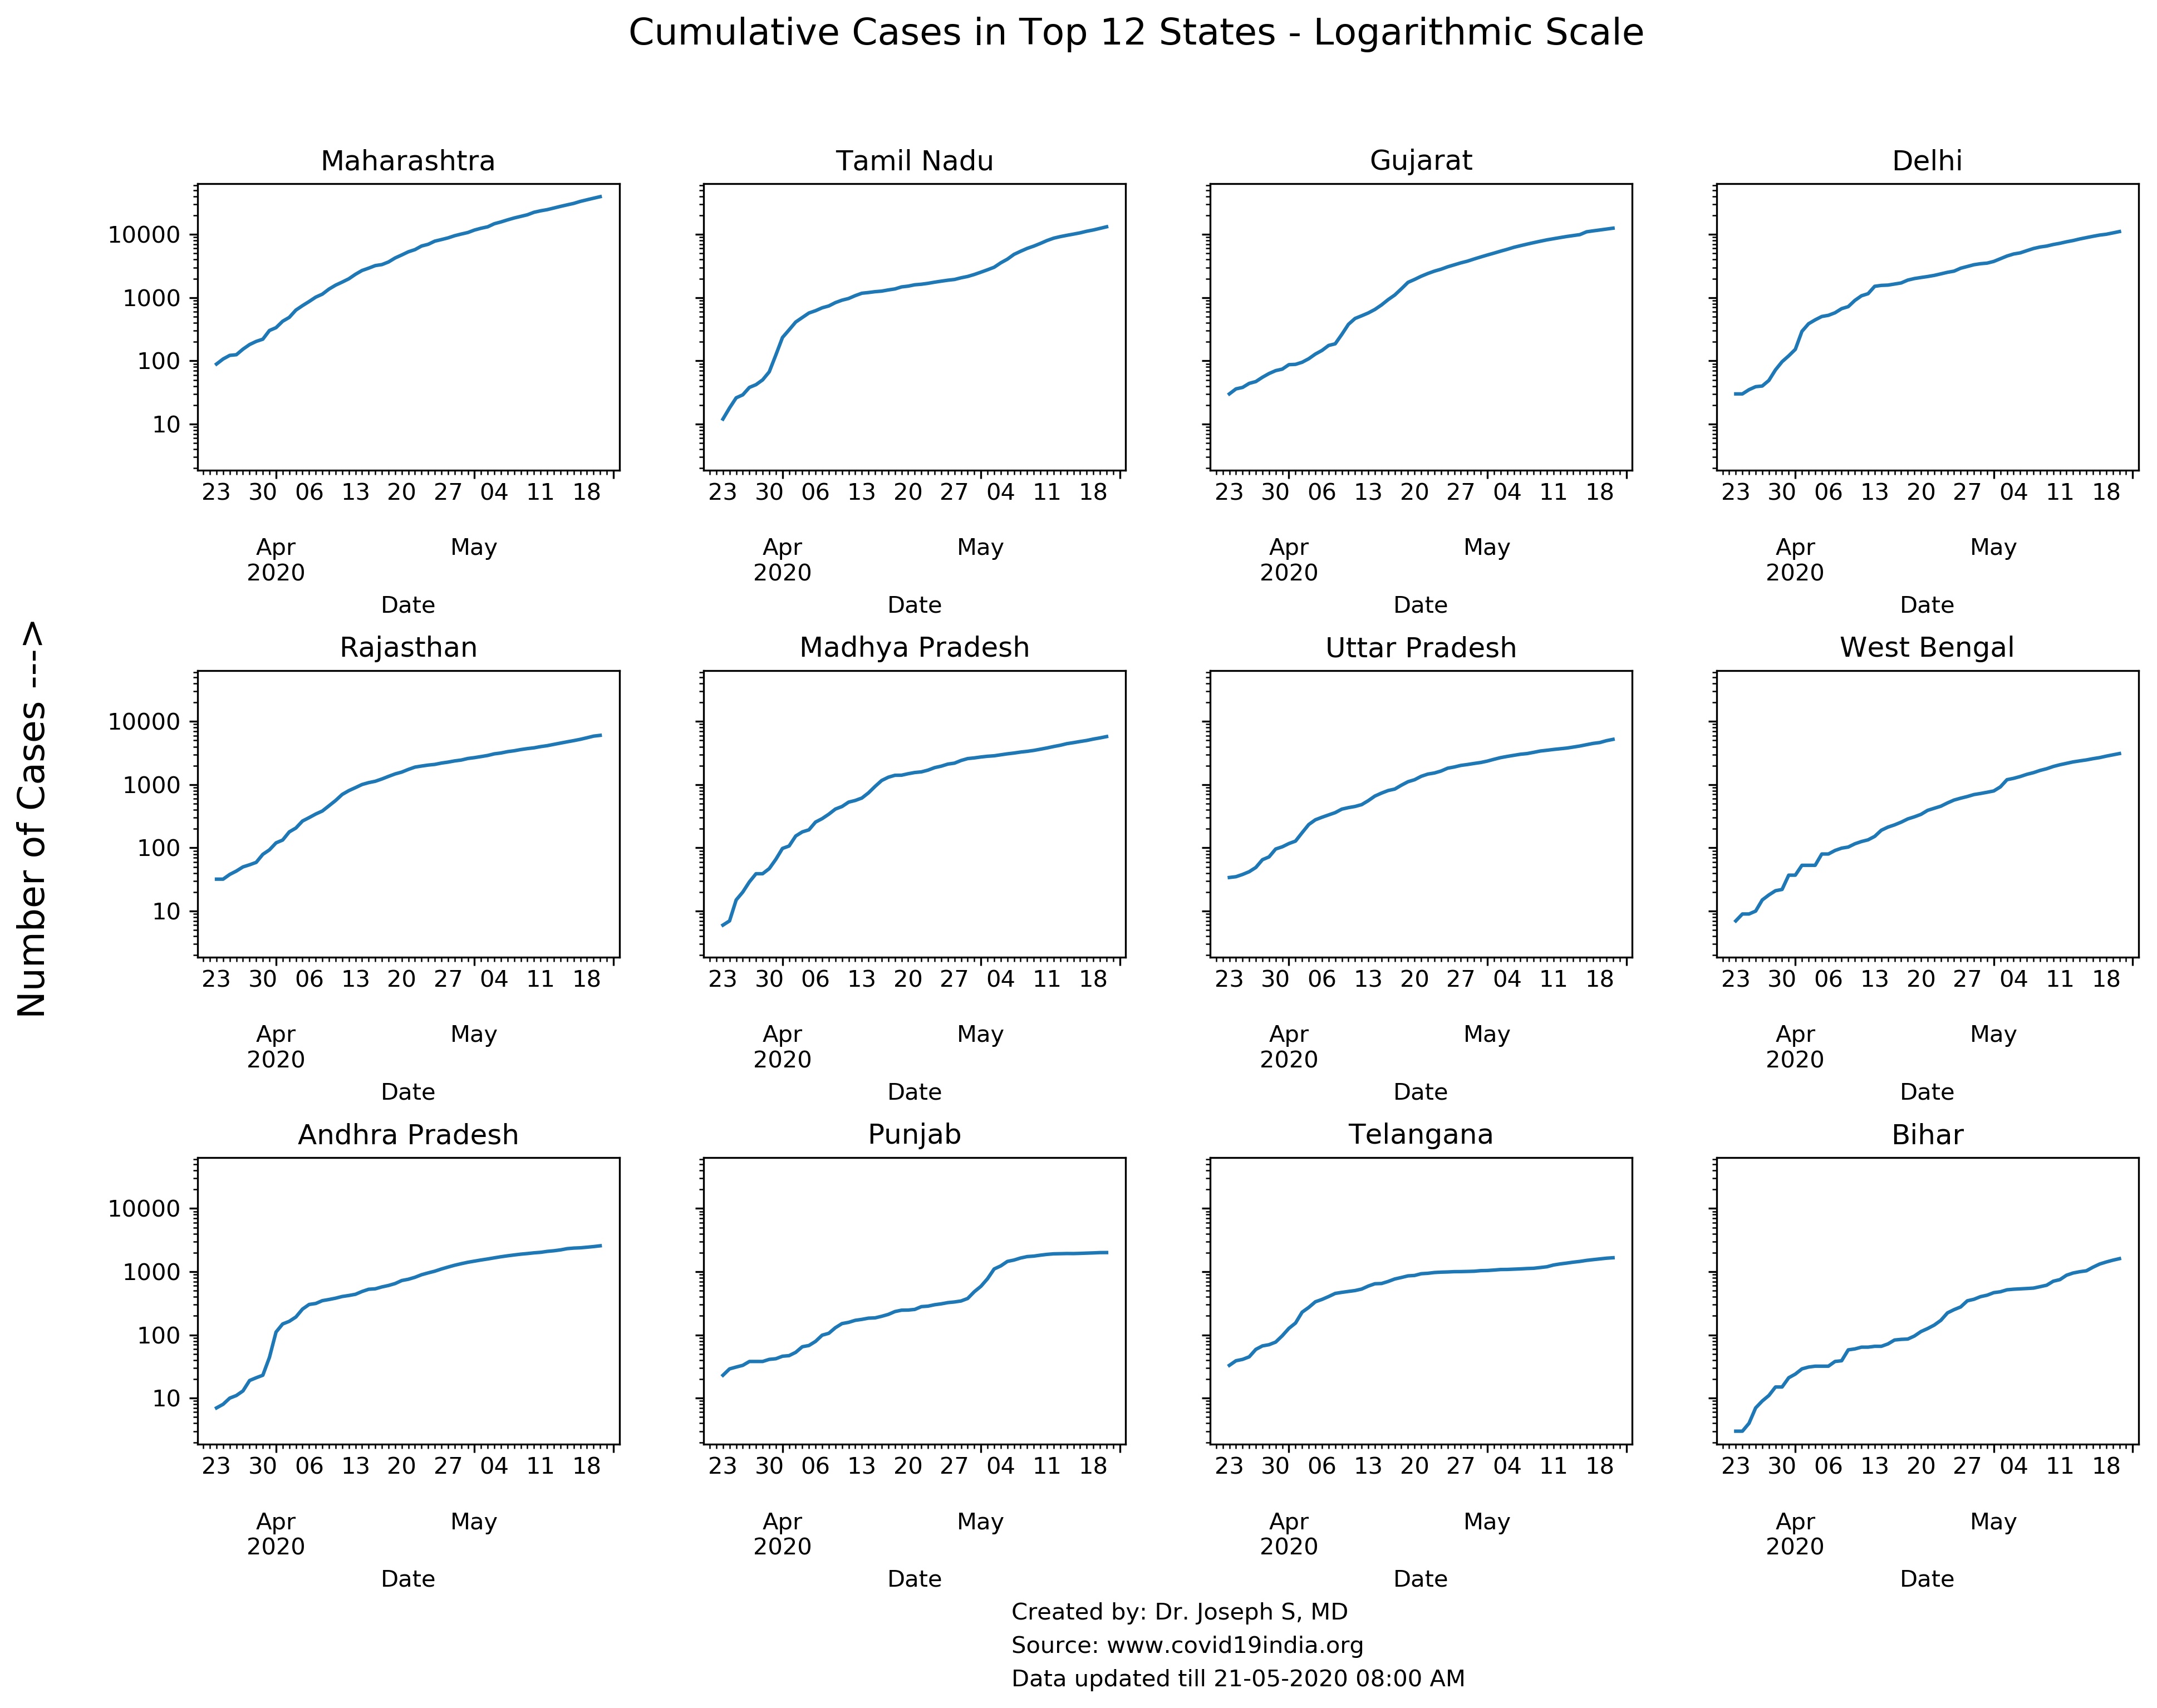 Cumulative Cases in Top 12 States - Logarithmic Scale
Number of Cases --->
Maharashtra
10000
1000
100
10
23 30 06 13 20 27 04 11 18
Apr May
2020
Date
Tamil Nadu
23 30 06 13 20 27 04 11 18
Apr May
2020
Date
Gujarat
23 30 06 13 20 27 04 11 18
Apr May
2020
Date
Delhi
23 30 06 13 20 27 04 11 18
Apr May
2020
Date
Rajasthan
10000
1000
100
10
23 30 06 13 20 27 04 11 18
Apr May
2020
Date
Madhya Pradesh
23 30 06 13 20 27 04 11 18
Apr May
2020
Date
Uttar Pradesh
23 30 06 13 20 27 04 11 18
Apr May
2020
Date
West Bengal
23 30 06 13 20 27 04 11 18
Apr May
2020
Date
Andhra Pradesh
10000
1000
100
10
23 30 06 13 20 27 04 11 18
Apr May
2020
Date
Punjab
23 30 06 13 20 27 04 11 18
Apr May
2020
Date
Telangana
23 30 06 13 20 27 04 11 18
Apr May
2020
Date
Bihar
23 30 06 13 20 27 04 11 18
Apr May
2020
Date
Created by: Dr. Joseph S, MD
Source: www.covid19india.org
Data updated till 21-05-2020 08:00 AM